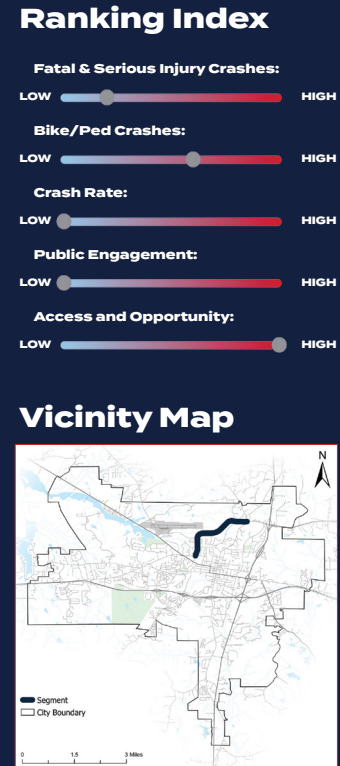 Ranking Index
Fatal & Serious Injury Crashes:
LOW HIGH
Bike/Ped Crashes:
LOW HIGH
Crash Rate:
LOW HIGH
Public Engagement:
LOW HIGH
Access and Opportunity:
LOW HIGH
Vicinity Map
N
Segment
City Boundary
0 1.5 3 Miles